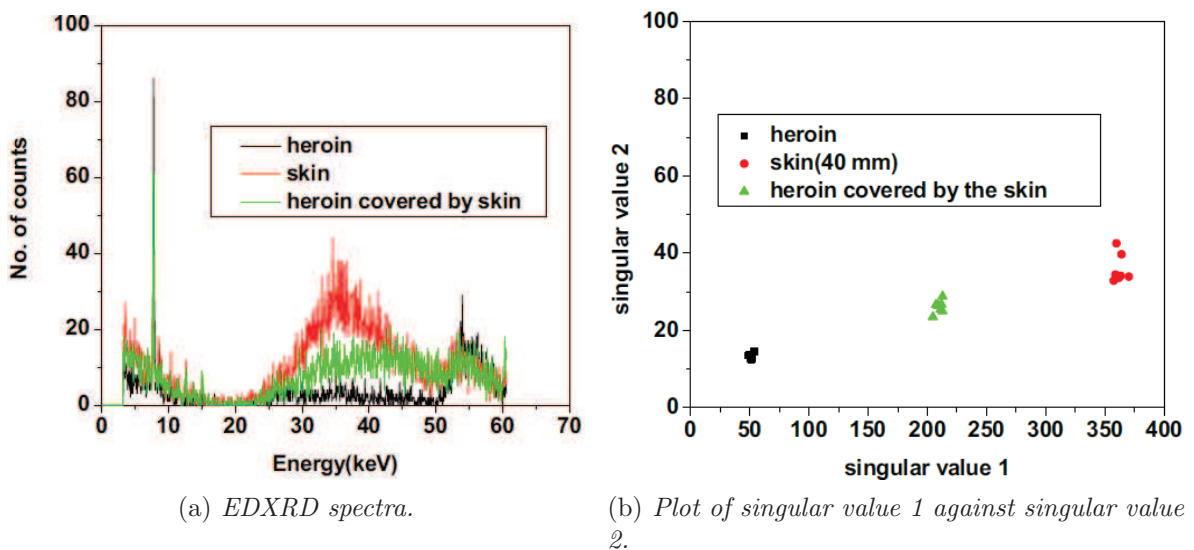 100
80
60
40
20
0
No. of counts
heroin
skin
heroin covered by skin
0 10 20 30 40 50 60 70
Energy(keV)
(a) EDXRD spectra.
100
80
60
40
20
0
singular value 2
heroin
skin(40 mm)
heroin covered by the skin
0 50 100 150 200 250 300 350 400
singular value 1
(b) Plot of singular value 1 against singular value
2.